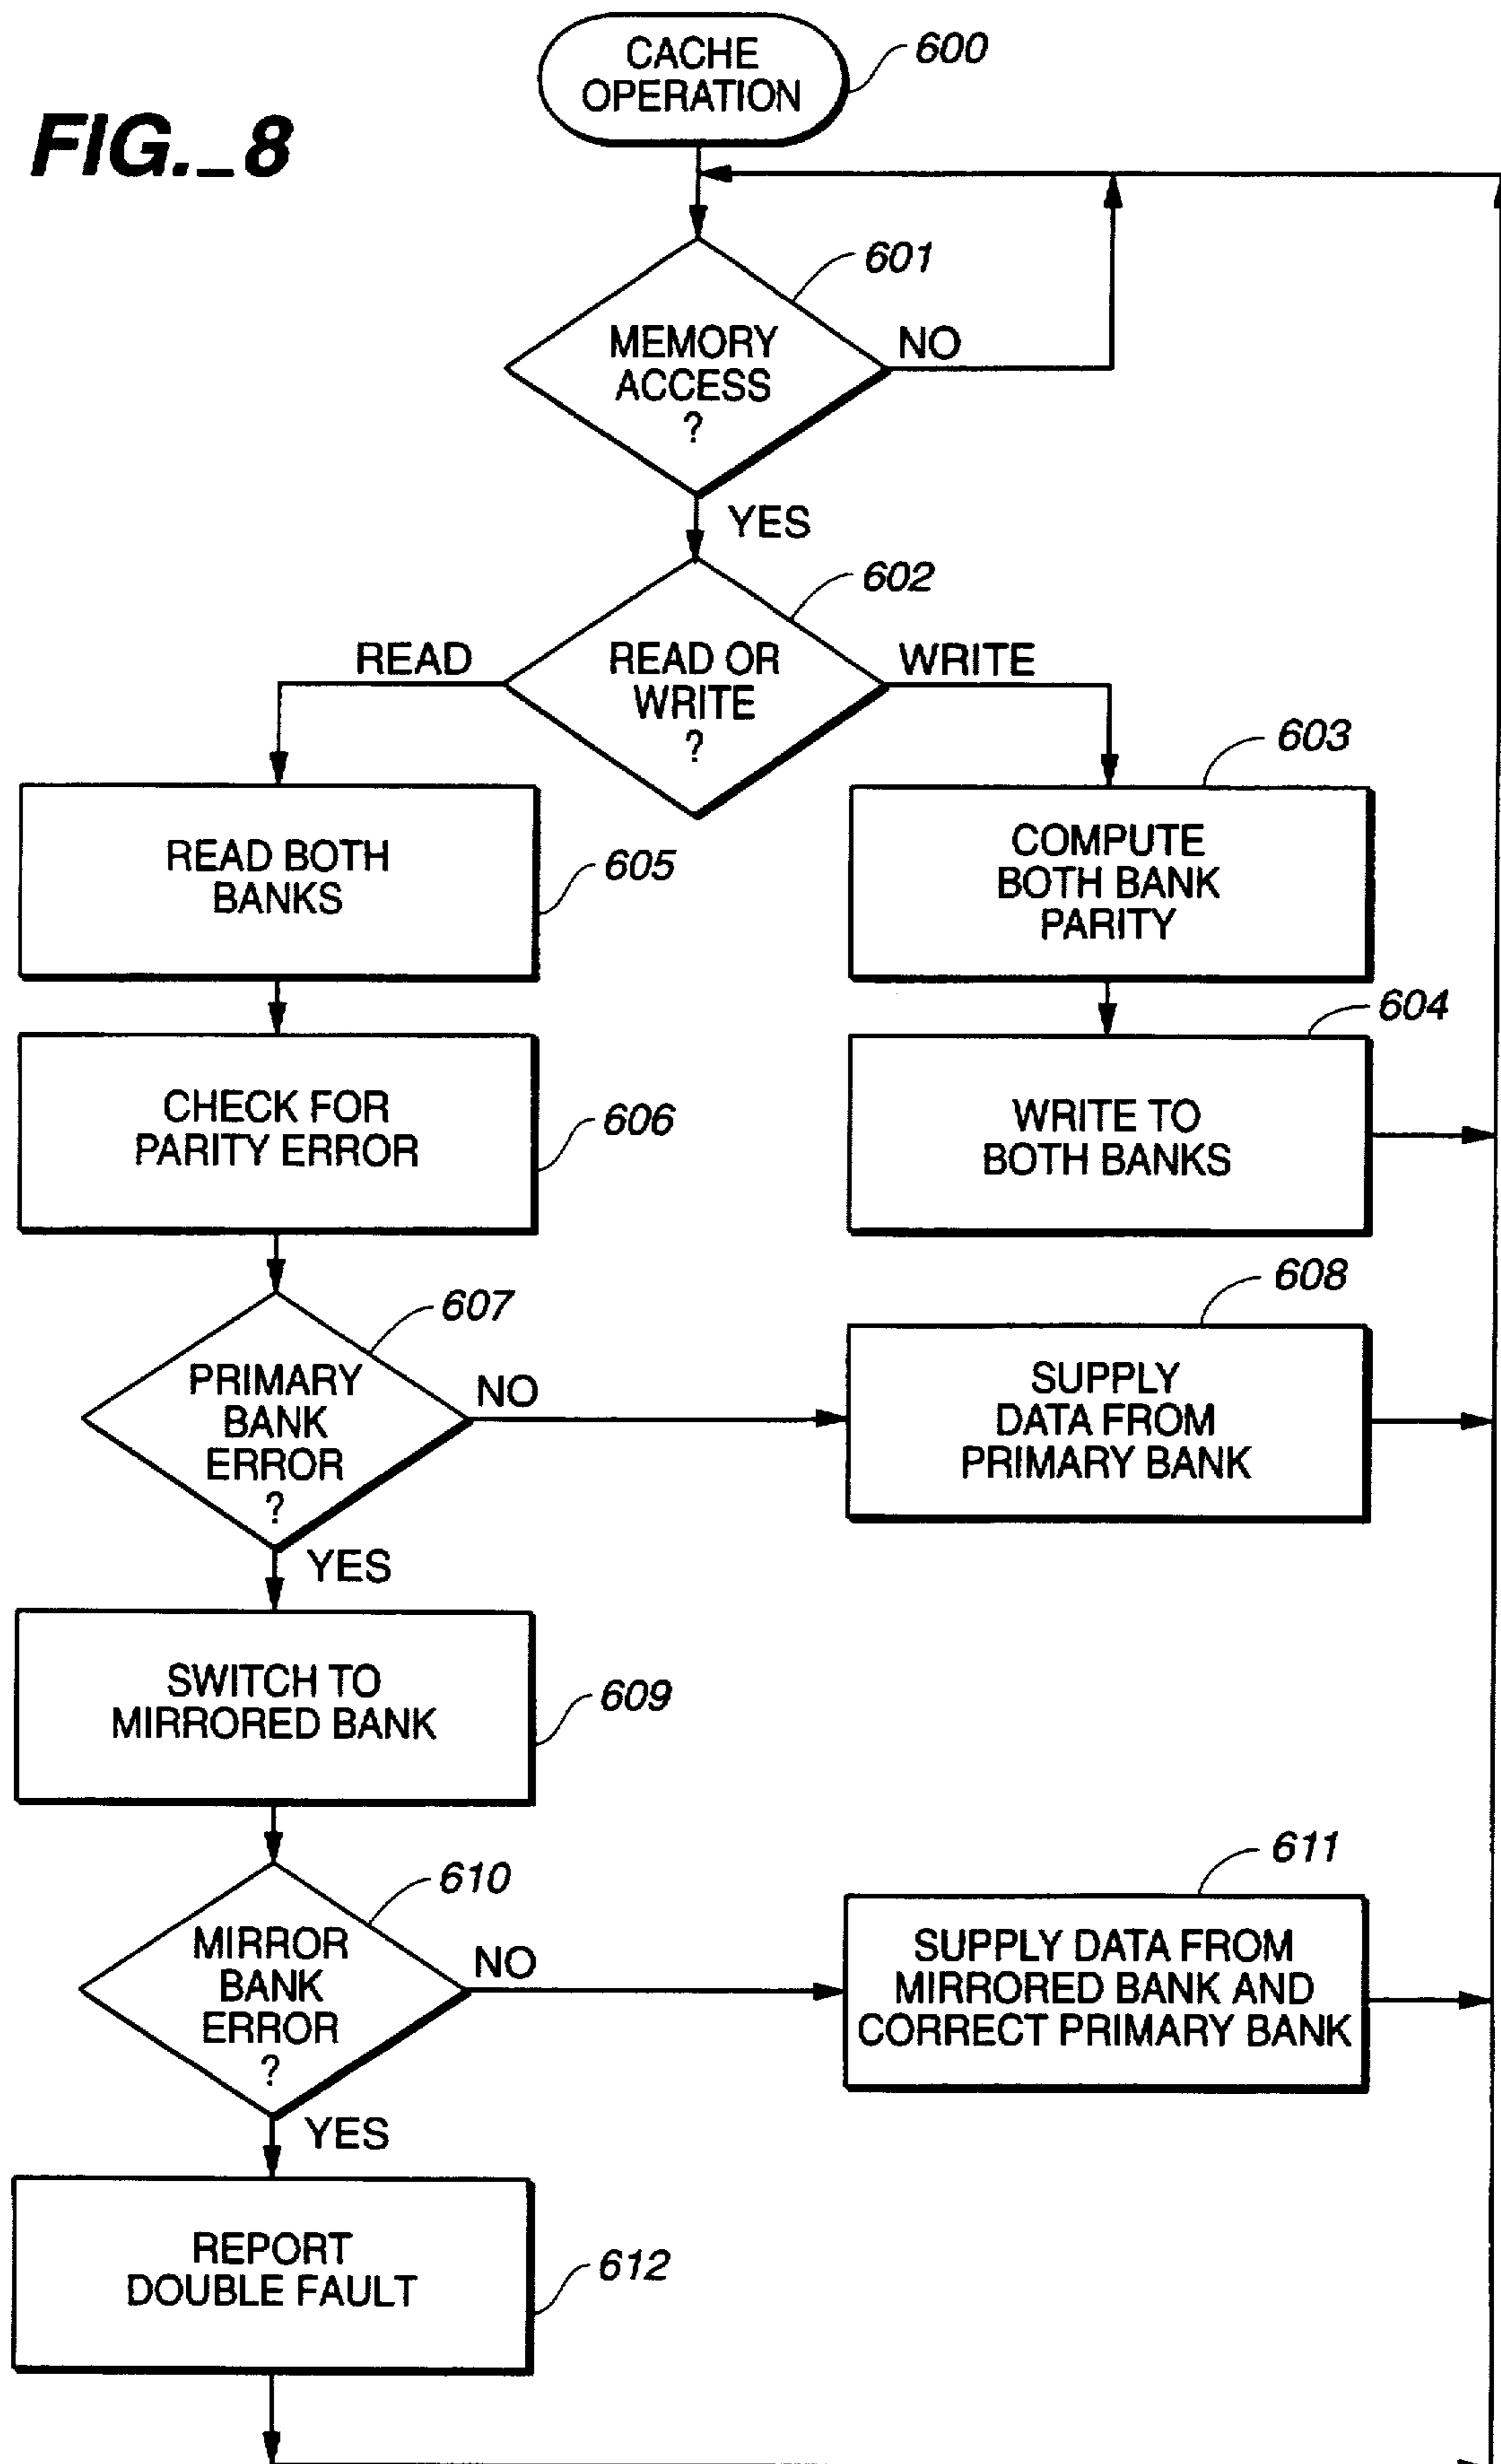 FIG._8
CACHE
OPERATION
600
601
MEMORY
ACCESS
?
NO
YES
602
READ
READ OR
WRITE
?
WRITE
603
READ BOTH
BANKS
605
COMPUTE
BOTH BANK
PARITY
604
CHECK FOR
PARITY ERROR
606
WRITE TO
BOTH BANKS
607
608
PRIMARY
BANK
ERROR
?
NO
SUPPLY
DATA FROM
PRIMARY BANK
YES
SWITCH TO
MIRRORED BANK
609
610
611
MIRROR
BANK
ERROR
?
NO
SUPPLY DATA FROM
MIRRORED BANK AND
CORRECT PRIMARY BANK
YES
REPORT
DOUBLE FAULT
612